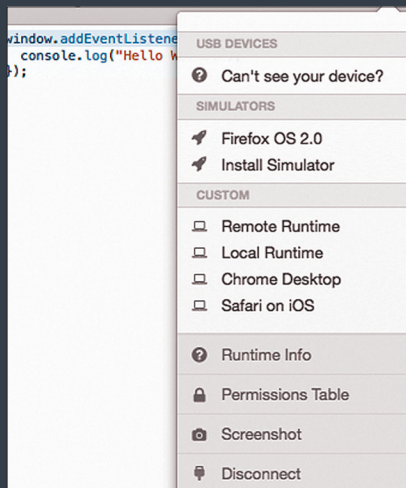 window.addEventListene
console.log("Hello W
});
USB DEVICES
Can't see your device?
SIMULATORS
Firefox OS 2.0
Install Simulator
CUSTOM
Remote Runtime
Local Runtime
Chrome Desktop
Safari on iOS
Runtime Info
Permissions Table
Screenshot
Disconnect